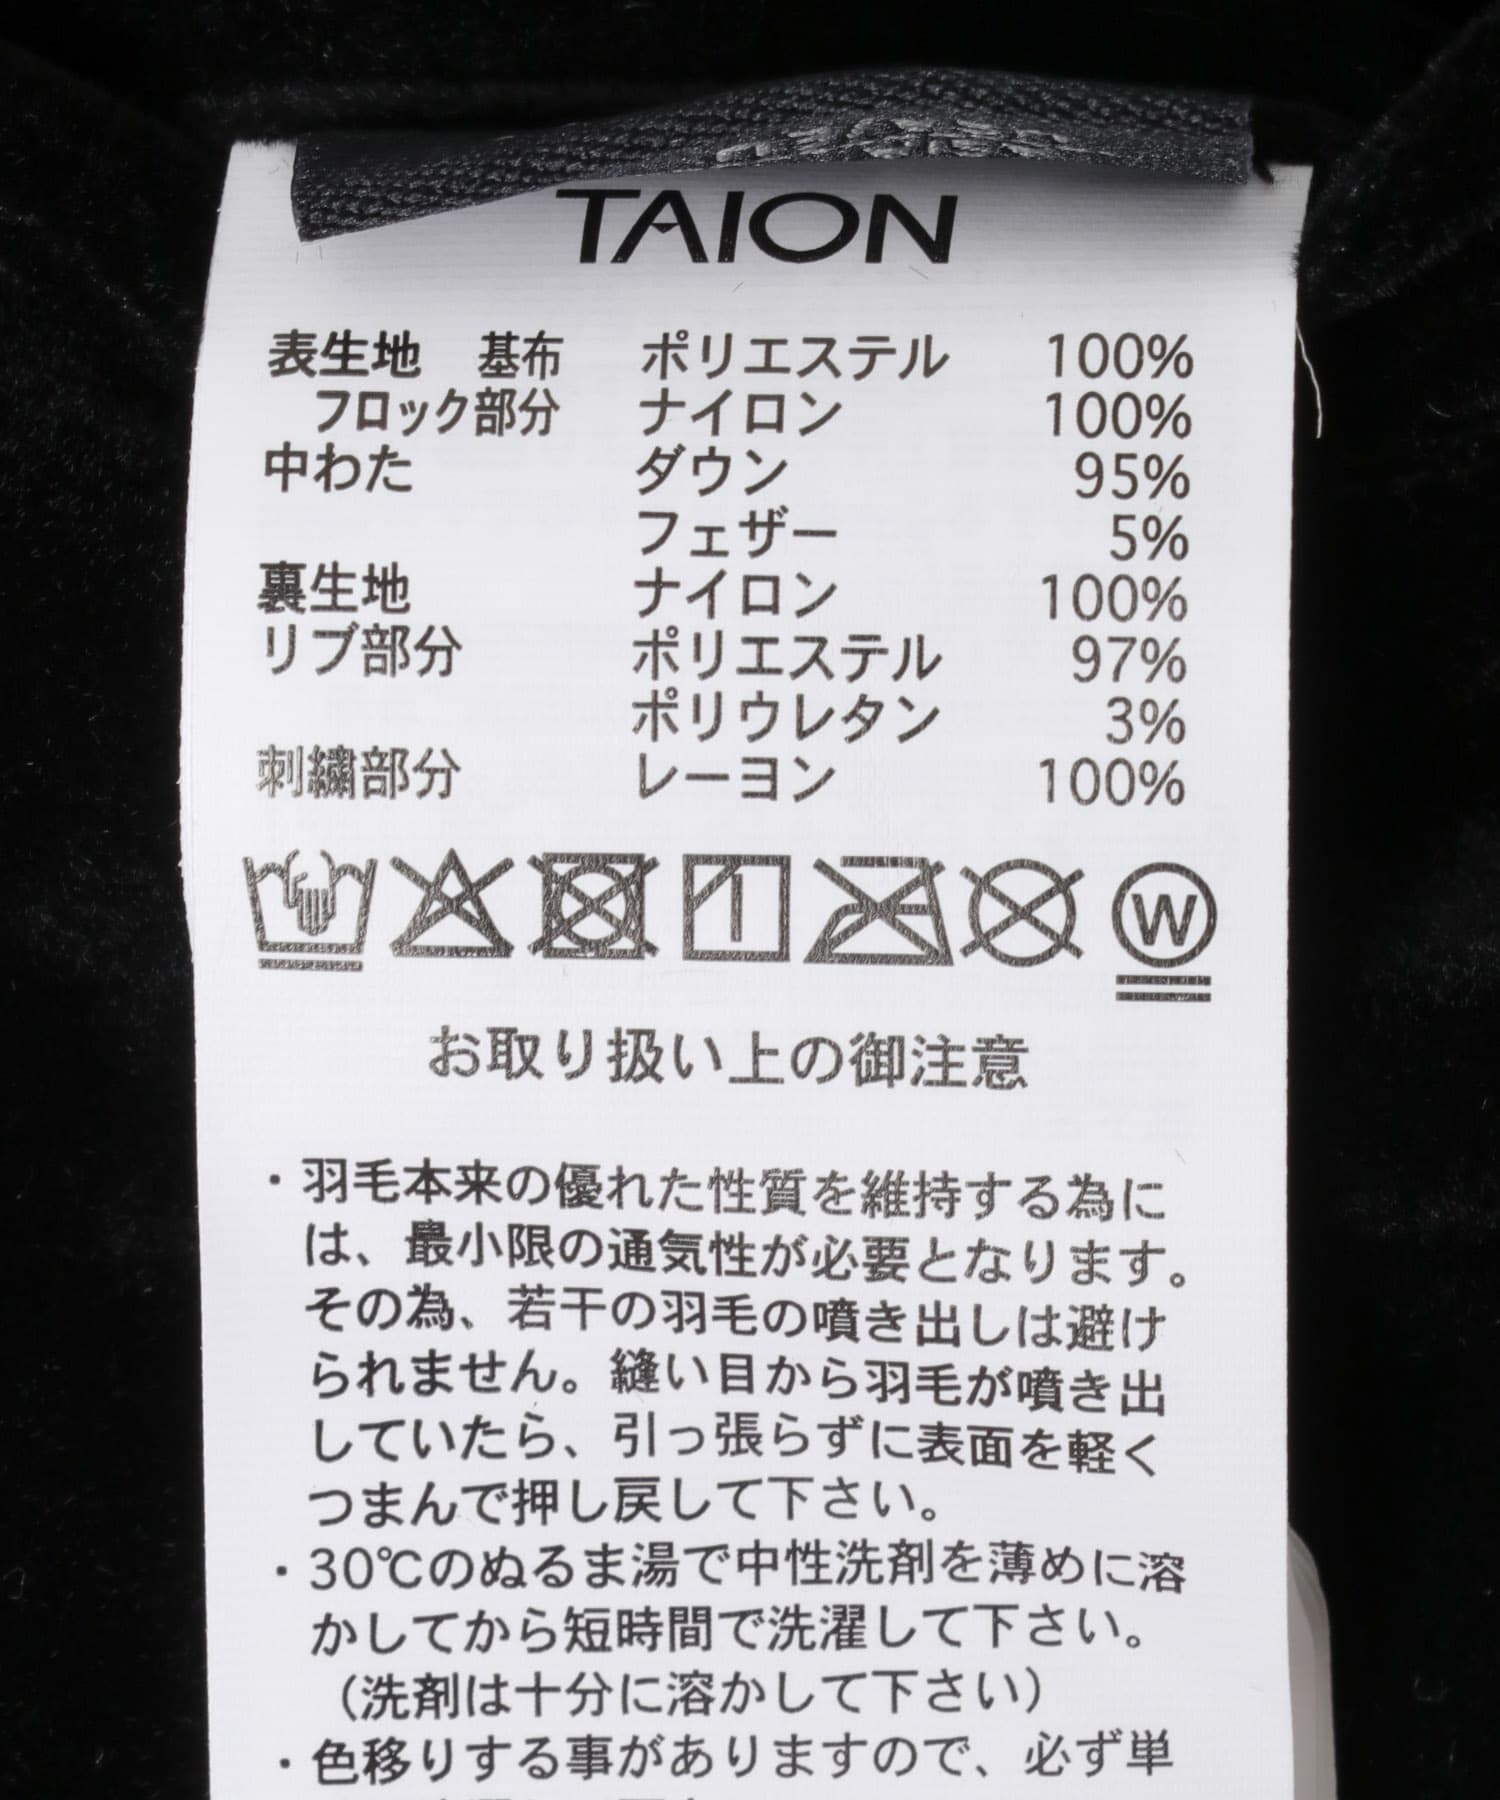 TAION
表生地 基布 ポリエステル 100%
フロック部分 ナイロン 100%
中わた ダウン 95%
フェザー 5%
裏生地 ナイロン 100%
リブ部分 ポリエステル 97%
ポリウレタン 3%
刺繍部分 レーヨン 100%
W
お取り扱い上の御注意
・羽毛本来の優れた性質を維持する為に
は、最小限の通気性が必要となります。
その為、若干の羽毛の噴き出しは避け
られません。縫い目から羽毛が噴き出
していたら、引っ張らずに表面を軽く
つまんで押し戻して下さい。
・30℃のぬるま湯で中性洗剤を薄めに溶
かしてから短時間で洗濯して下さい。
（洗剤は十分に溶かして下さい）
・色移りする事がありますので、必ず単